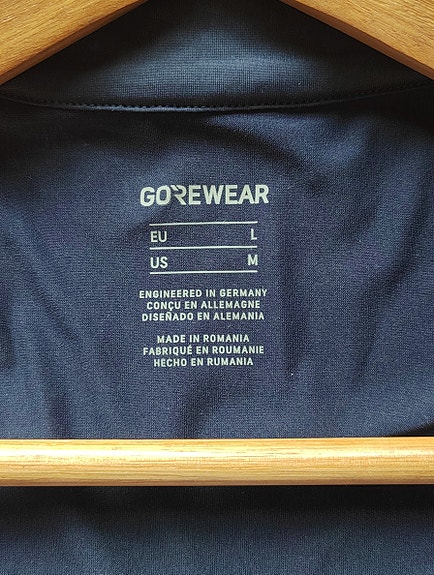 GOREWEAR
EU L
US M
ENGINEERED IN GERMANY
CONÇU EN ALLEMAGNE
DISEÑADO EN ALEMANIA
MADE IN ROMANIA
FABRIQUÉ EN ROUMANIE
HECHO EN RUMANIA